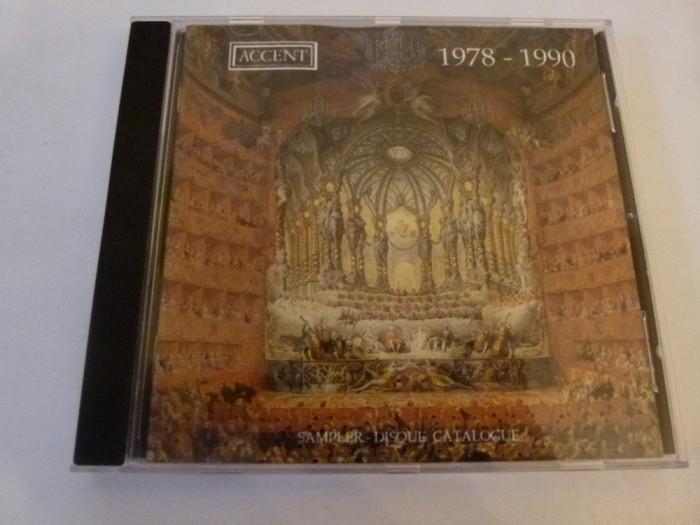 ACCENT
1978 - 1990
SAMPLER - DISQUE CATALOGUE